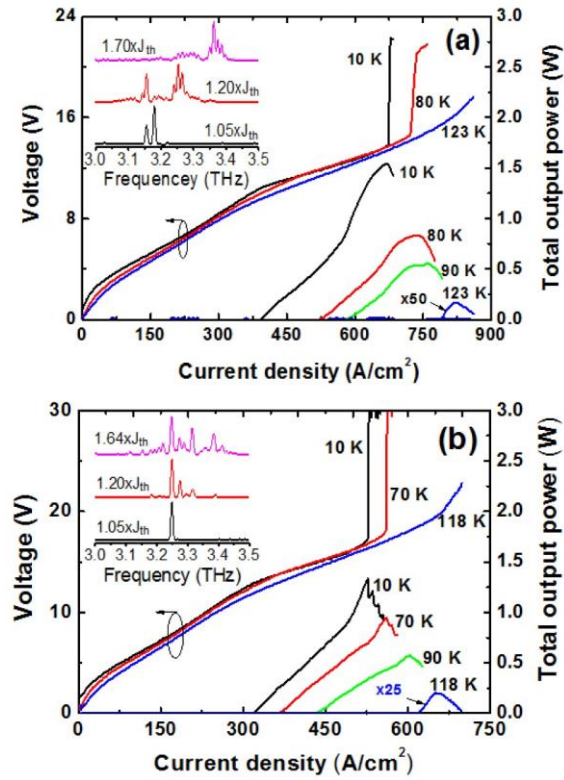 (a)
24
16
8
0
Voltage (V)
3.0
2.5
2.0
1.5
1.0
0.5
0.0
Total output power (W)
1.70xJth
1.20xJth
1.05xJth
3.0 3.1 3.2 3.3 3.4 3.5
Frequencey (THz)
10 K
80 K
123 K
10 K
80 K
90 K
x50
123 K
0 150 300 450 600 750 900
Current density (A/cm²)
(b)
30
20
10
0
Voltage (V)
3.0
2.5
2.0
1.5
1.0
0.5
0.0
Total output power (W)
1.64xJth
1.20xJth
1.05xJth
3.0 3.1 3.2 3.3 3.4 3.5
Frequency (THz)
10 K
70 K
118 K
10 K
70 K
90 K
x25
118 K
0 150 300 450 600 750
Current density (A/cm²)